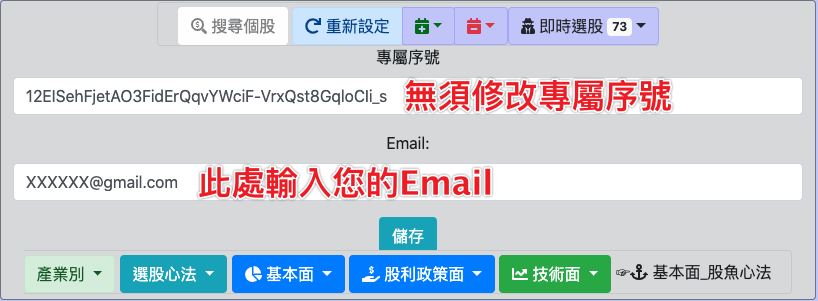 搜尋個股 重新設定 即時選股 73
專屬序號
12ElSehFjetAO3FidErQqvYWciF-VrxQst8GqloCIi_s 無須修改專屬序號
Email:
XXXXXX@gmail.com 此處輸入您的Email
儲存
產業別 選股心法 基本面 股利政策面 技術面 基本面_股魚心法